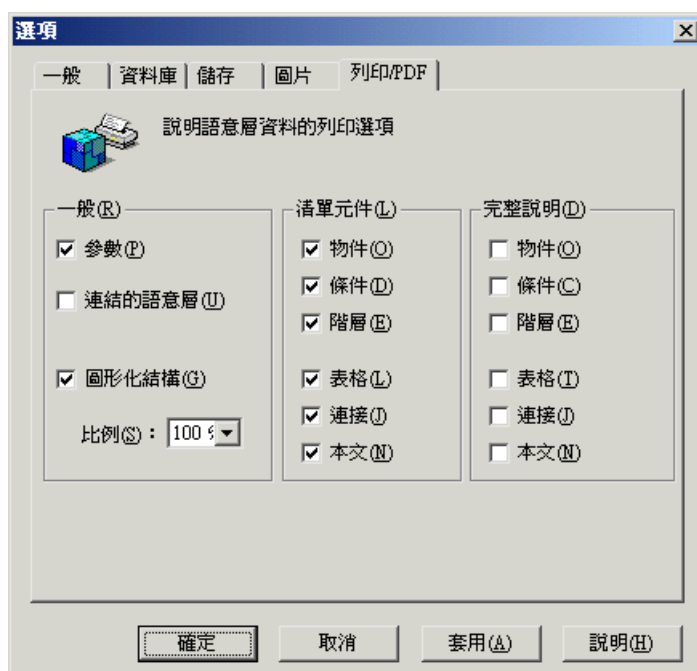 選項
一般 資料庫 儲存 圖片 列印/PDF
說明語意層資料的列印選項
一般(R)
參數(P)
連結的語意層(U)
圖形化結構(G)
比例(S)： 100 %
清單元件(L)
物件(O)
條件(D)
階層(E)
表格(L)
連接(J)
本文(N)
完整說明(D)
物件(O)
條件(C)
階層(E)
表格(T)
連接(J)
本文(N)
確定 取消 套用(A) 說明(H)